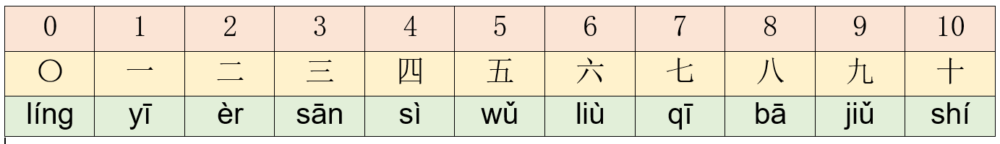 0 1 2 3 4 5 6 7 8 9 10
〇 一 二 三 四 五 六 七 八 九 十
líng yī èr sān sì wǔ liù qī bā jiǔ shí